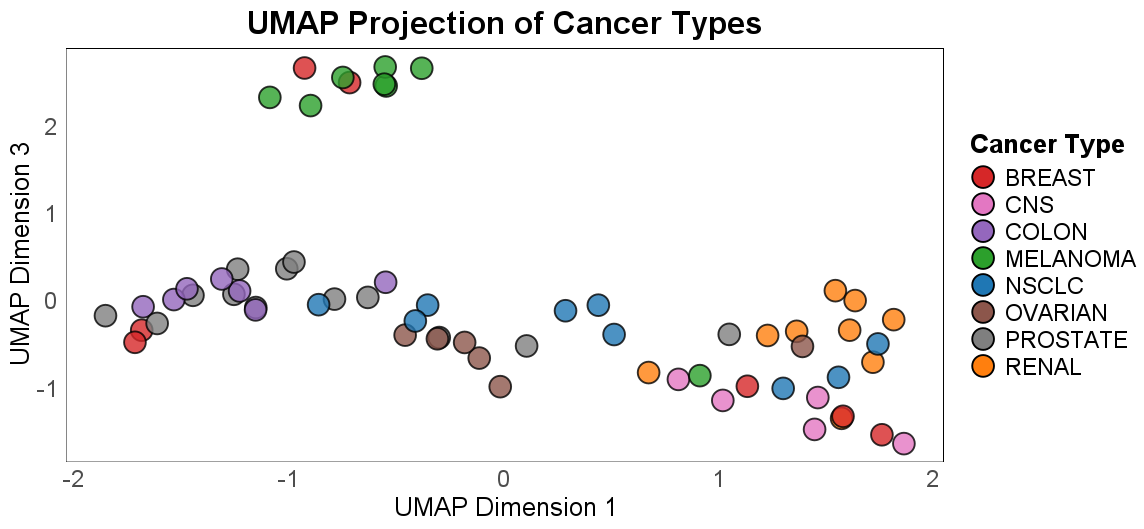 UMAP Projection of Cancer Types
UMAP Dimension 3
2
1
0
-1
-2
-1
0
1
2
UMAP Dimension 1
Cancer Type
BREAST
CNS
COLON
MELANOMA
NSCLC
OVARIAN
PROSTATE
RENAL